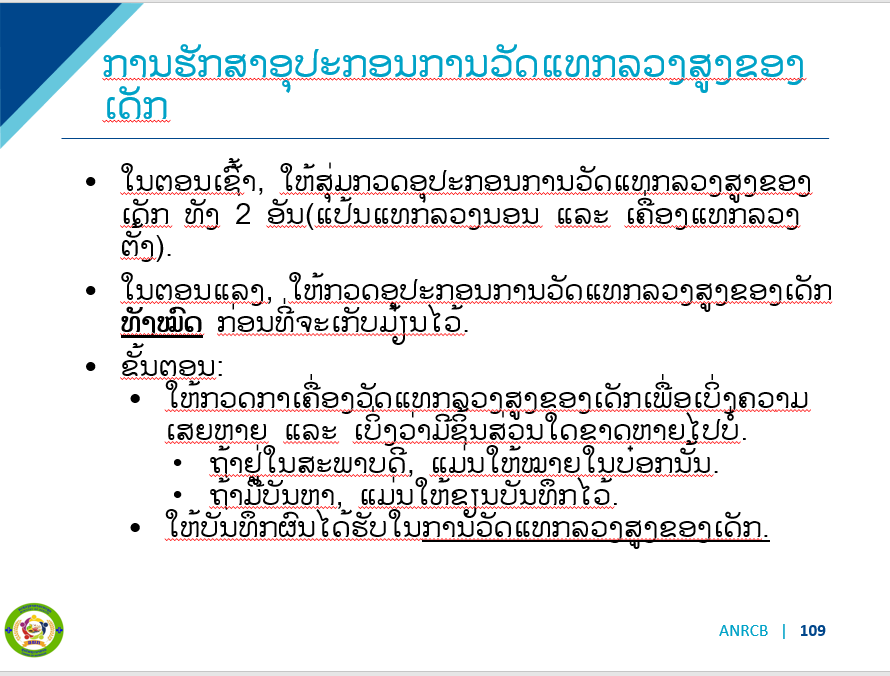 ການຮັກສາອຸປະກອນການວັດແທກລວງສູງຂອງ
ເດັກ
• ໃນຕອນເຊົ້າ, ໃຫ້ສຸ່ມກວດອຸປະກອນການວັດແທກລວງສູງຂອງ
ເດັກ ທັງ 2 ອັນ(ແປ້ນແທກລວງນອນ ແລະ ເຄື່ອງແທກລວງ
ຕັ້ງ).
• ໃນຕອນແລງ, ໃຫ້ກວດອຸປະກອນການວັດແທກລວງສູງຂອງເດັກ
ທັງໝົດ ກ່ອນທີ່ຈະເກັບມ້ຽນໄວ້.
• ຂັ້ນຕອນ:
• ໃຫ້ກວດກາເຄື່ອງວັດແທກລວງສູງຂອງເດັກເພື່ອເບິ່ງຄວາມ
ເສຍຫາຍ ແລະ ເບິ່ງວ່າມີຊິ້ນສ່ວນໃດຂາດຫາຍໄປບໍ່.
• ຖ້າຢູ່ໃນສະພາບດີ, ແມ່ນໃຫ້ໝາຍໃນບ໋ອກນັ້ນ.
• ຖ້າມີບັນຫາ, ແມ່ນໃຫ້ຂຽນບັນທຶກໄວ້.
• ໃຫ້ບັນທຶກຜົນໄດ້ຮັບໃນການວັດແທກລວງສູງຂອງເດັກ.
ANRCB | 109